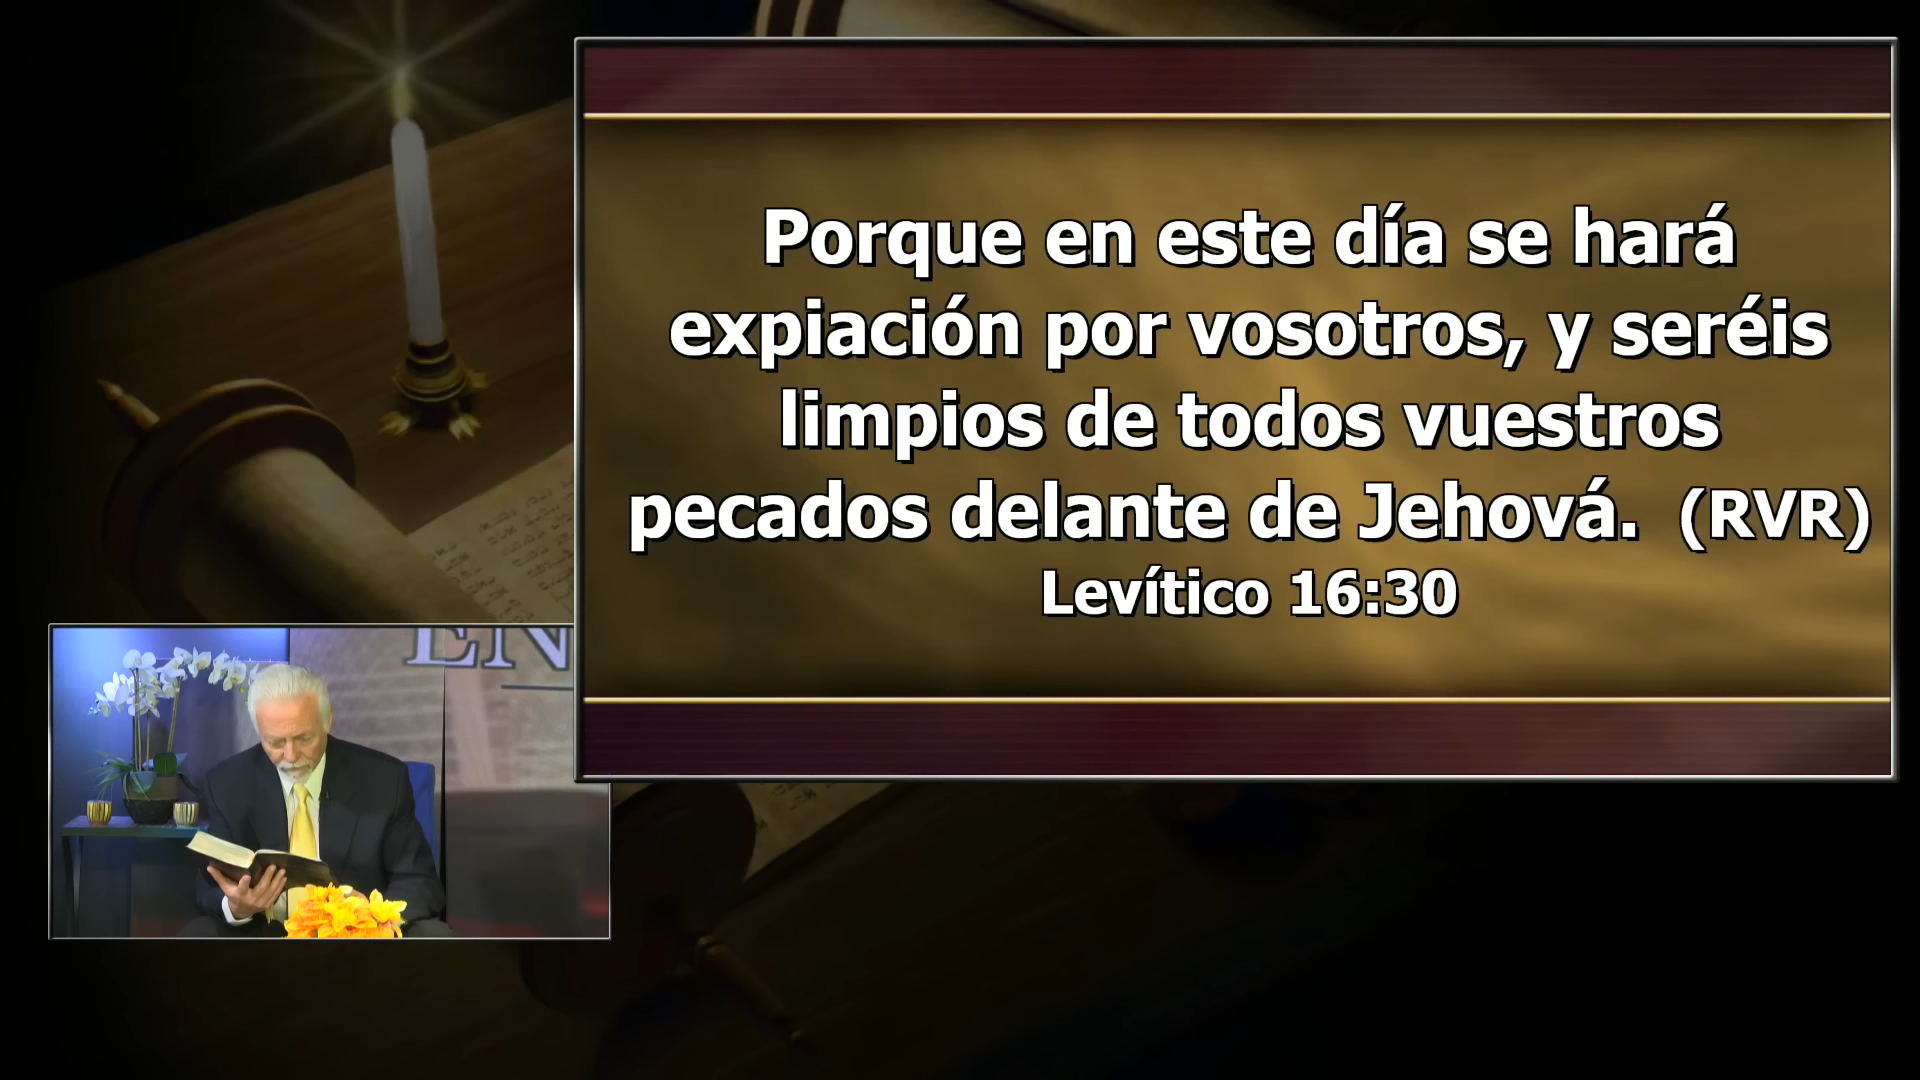 Porque en este día se hará
expiación por vosotros, y seréis
limpios de todos vuestros
pecados delante de Jehová. (RVR)
Levítico 16:30
EN